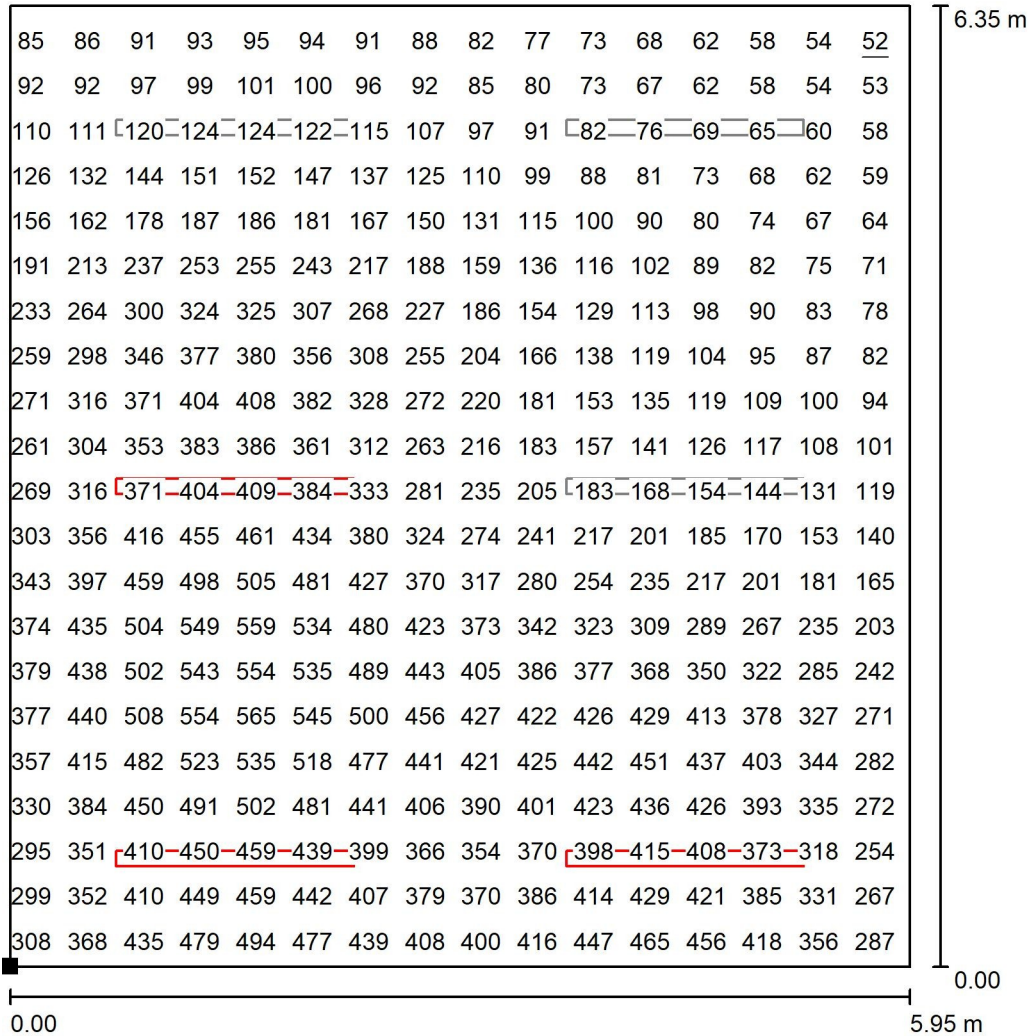 6.35 m
85 86 91 93 95 94 91 88 82 77 73 68 62 58 54 52
92 92 97 99 101 100 96 92 85 80 73 67 62 58 54 53
110 111 120 124 124 122 115 107 97 91 82 76 69 65 60 58
126 132 144 151 152 147 137 125 110 99 88 81 73 68 62 59
156 162 178 187 186 181 167 150 131 115 100 90 80 74 67 64
191 213 237 253 255 243 217 188 159 136 116 102 89 82 75 71
233 264 300 324 325 307 268 227 186 154 129 113 98 90 83 78
259 298 346 377 380 356 308 255 204 166 138 119 104 95 87 82
271 316 371 404 408 382 328 272 220 181 153 135 119 109 100 94
261 304 353 383 386 361 312 263 216 183 157 141 126 117 108 101
269 316 371 404 409 384 333 281 235 205 183 168 154 144 131 119
303 356 416 455 461 434 380 324 274 241 217 201 185 170 153 140
343 397 459 498 505 481 427 370 317 280 254 235 217 201 181 165
374 435 504 549 559 534 480 423 373 342 323 309 289 267 235 203
379 438 502 543 554 535 489 443 405 386 377 368 350 322 285 242
377 440 508 554 565 545 500 456 427 422 426 429 413 378 327 271
357 415 482 523 535 518 477 441 421 425 442 451 437 403 344 282
330 384 450 491 502 481 441 406 390 401 423 436 426 393 335 272
295 351 410 450 459 439 399 366 354 370 398 415 408 373 318 254
299 352 410 449 459 442 407 379 370 386 414 429 421 385 331 267
308 368 435 479 494 477 439 408 400 416 447 465 456 418 356 287
0.00
0.00 5.95 m